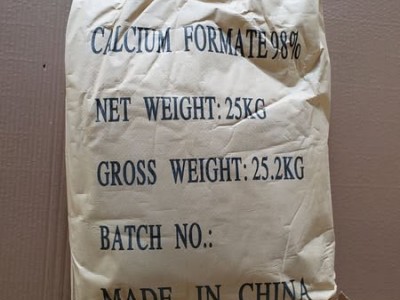 CALCIUM FORMATE 98%
NET WEIGHT: 25KG
GROSS WEIGHT: 25.2KG
BATCH NO.:
MADE IN CHINA